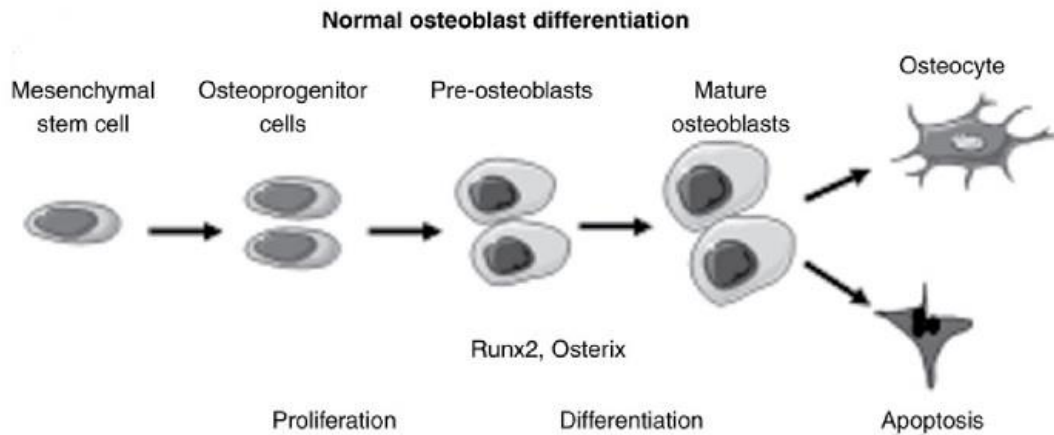 Normal osteoblast differentiation
Mesenchymal
stem cell
Osteoprogenitor
cells
Pre-osteoblasts
Mature
osteoblasts
Osteocyte
Runx2, Osterix
Proliferation
Differentiation
Apoptosis